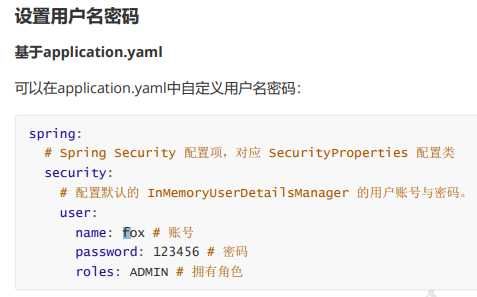 设置用户名密码
基于application.yaml
可以在application.yaml中自定义用户名密码：
spring:
# Spring Security 配置项，对应 SecurityProperties 配置类
security:
# 配置默认的 InMemoryUserDetailsManager 的用户账号与密码。
user:
name: fox # 账号
password: 123456 # 密码
roles: ADMIN # 拥有角色